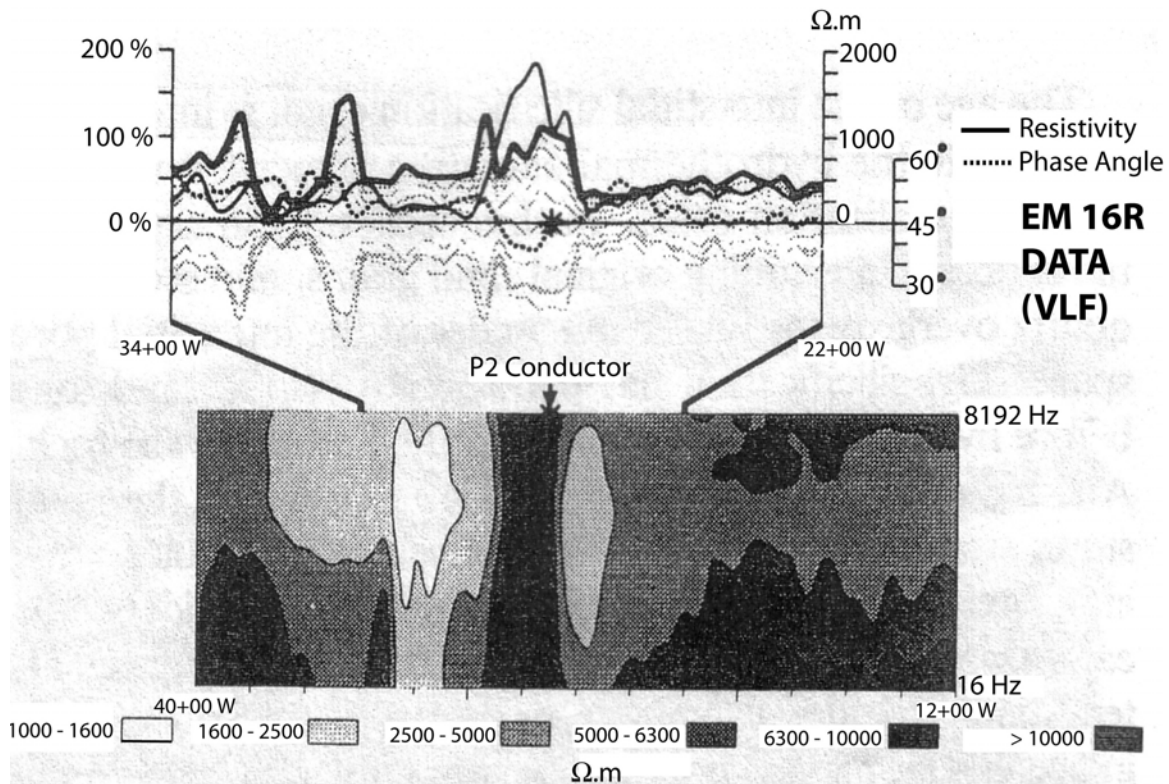 Ω.m
200 %
100 %
0 %
2000
1000
0
60
45
30
Resistivity
Phase Angle
EM 16R
DATA
(VLF)
34+00 W
22+00 W
P2 Conductor
8192 Hz
16 Hz
40+00 W
12+00 W
1000 - 1600
1600 - 2500
2500 - 5000
5000 - 6300
6300 - 10000
> 10000
Ω.m